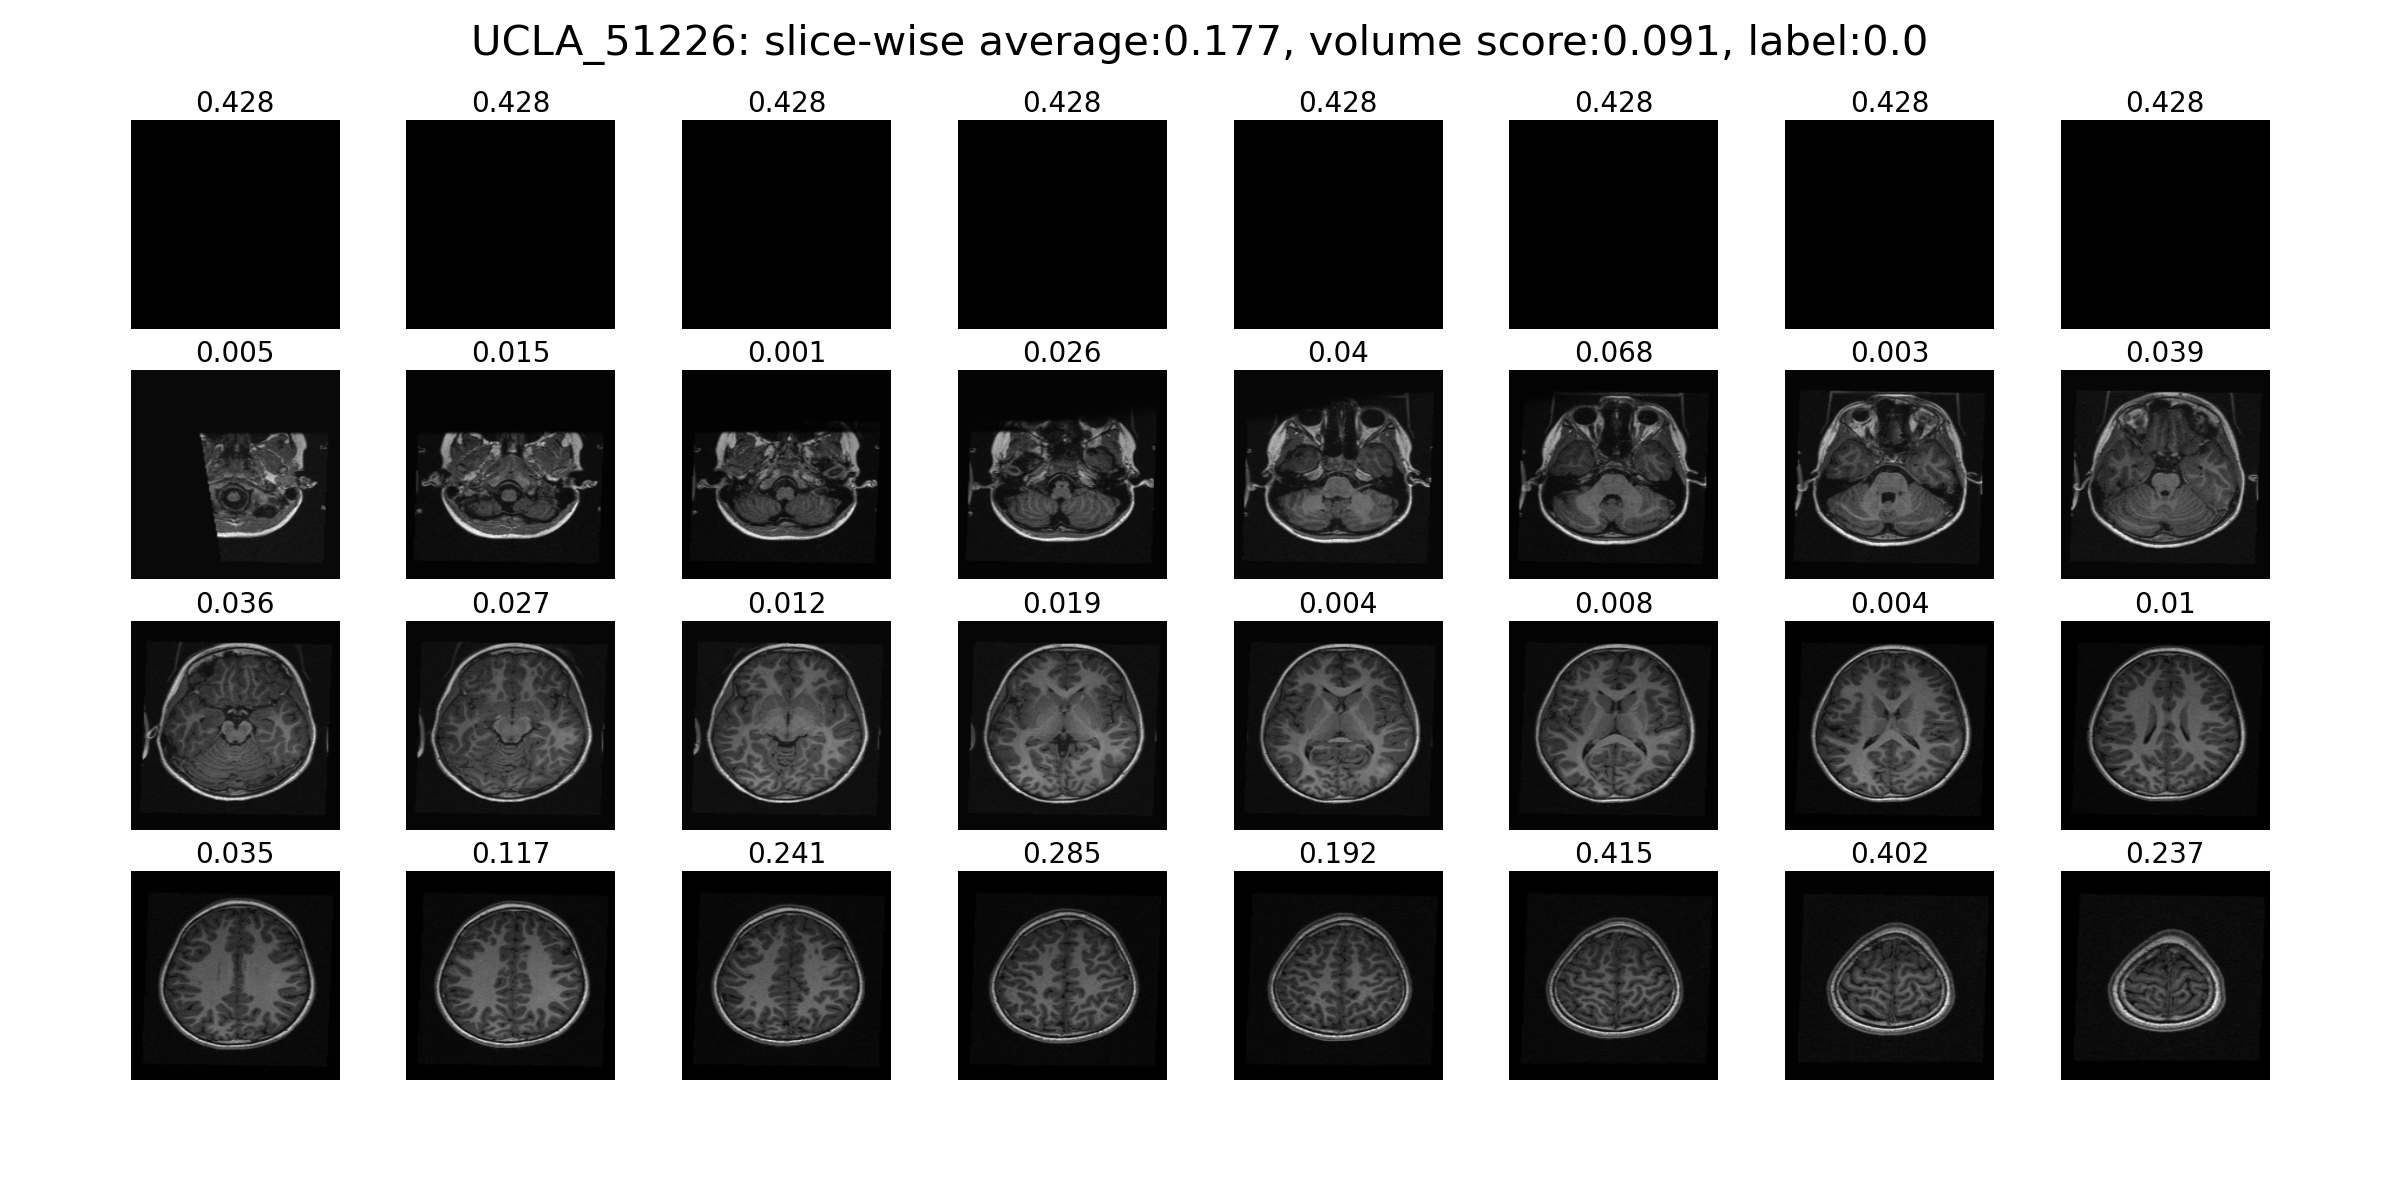 UCLA_51226: slice-wise average:0.177, volume score:0.091, label:0.0
0.428 0.428 0.428 0.428 0.428 0.428 0.428 0.428
0.005 0.015 0.001 0.026 0.04 0.068 0.003 0.039
0.036 0.027 0.012 0.019 0.004 0.008 0.004 0.01
0.035 0.117 0.241 0.285 0.192 0.415 0.402 0.237